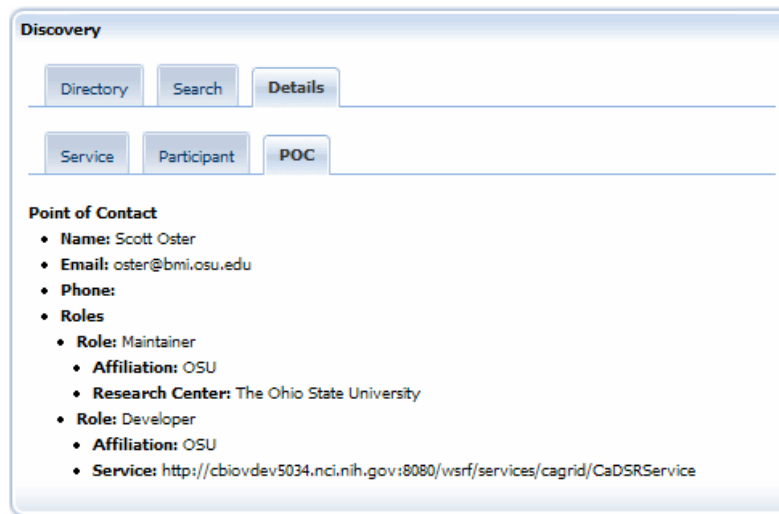 Discovery
Directory Search Details
Service Participant POC
Point of Contact
• Name: Scott Oster
• Email: oster@bmi.osu.edu
• Phone:
• Roles
• Role: Maintainer
• Affiliation: OSU
• Research Center: The Ohio State University
• Role: Developer
• Affiliation: OSU
• Service: http://cbiovdev5034.nci.nih.gov:8080/wsrf/services/cagrid/CaDSRService